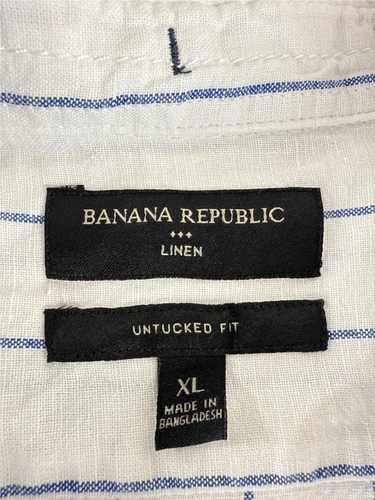 BANANA REPUBLIC
LINEN
UNTUCKED FIT
XL
MADE IN
BANGLADESH